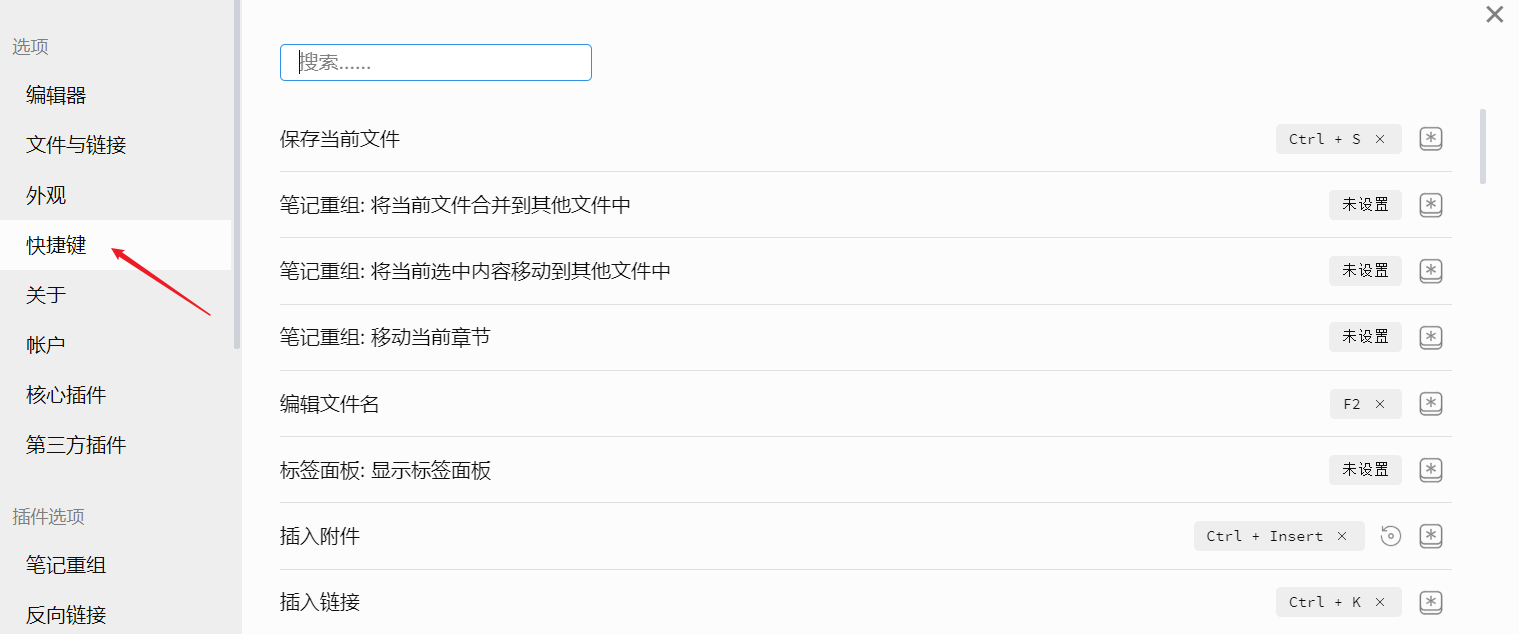 选项
编辑器
文件与链接
外观
快捷键
关于
帐户
核心插件
第三方插件
插件选项
笔记重组
反向链接
搜索......
保存当前文件 Ctrl + S ×
笔记重组: 将当前文件合并到其他文件中 未设置
笔记重组: 将当前选中内容移动到其他文件中 未设置
笔记重组: 移动当前章节 未设置
编辑文件名 F2 ×
标签面板: 显示标签面板 未设置
插入附件 Ctrl + Insert ×
插入链接 Ctrl + K ×